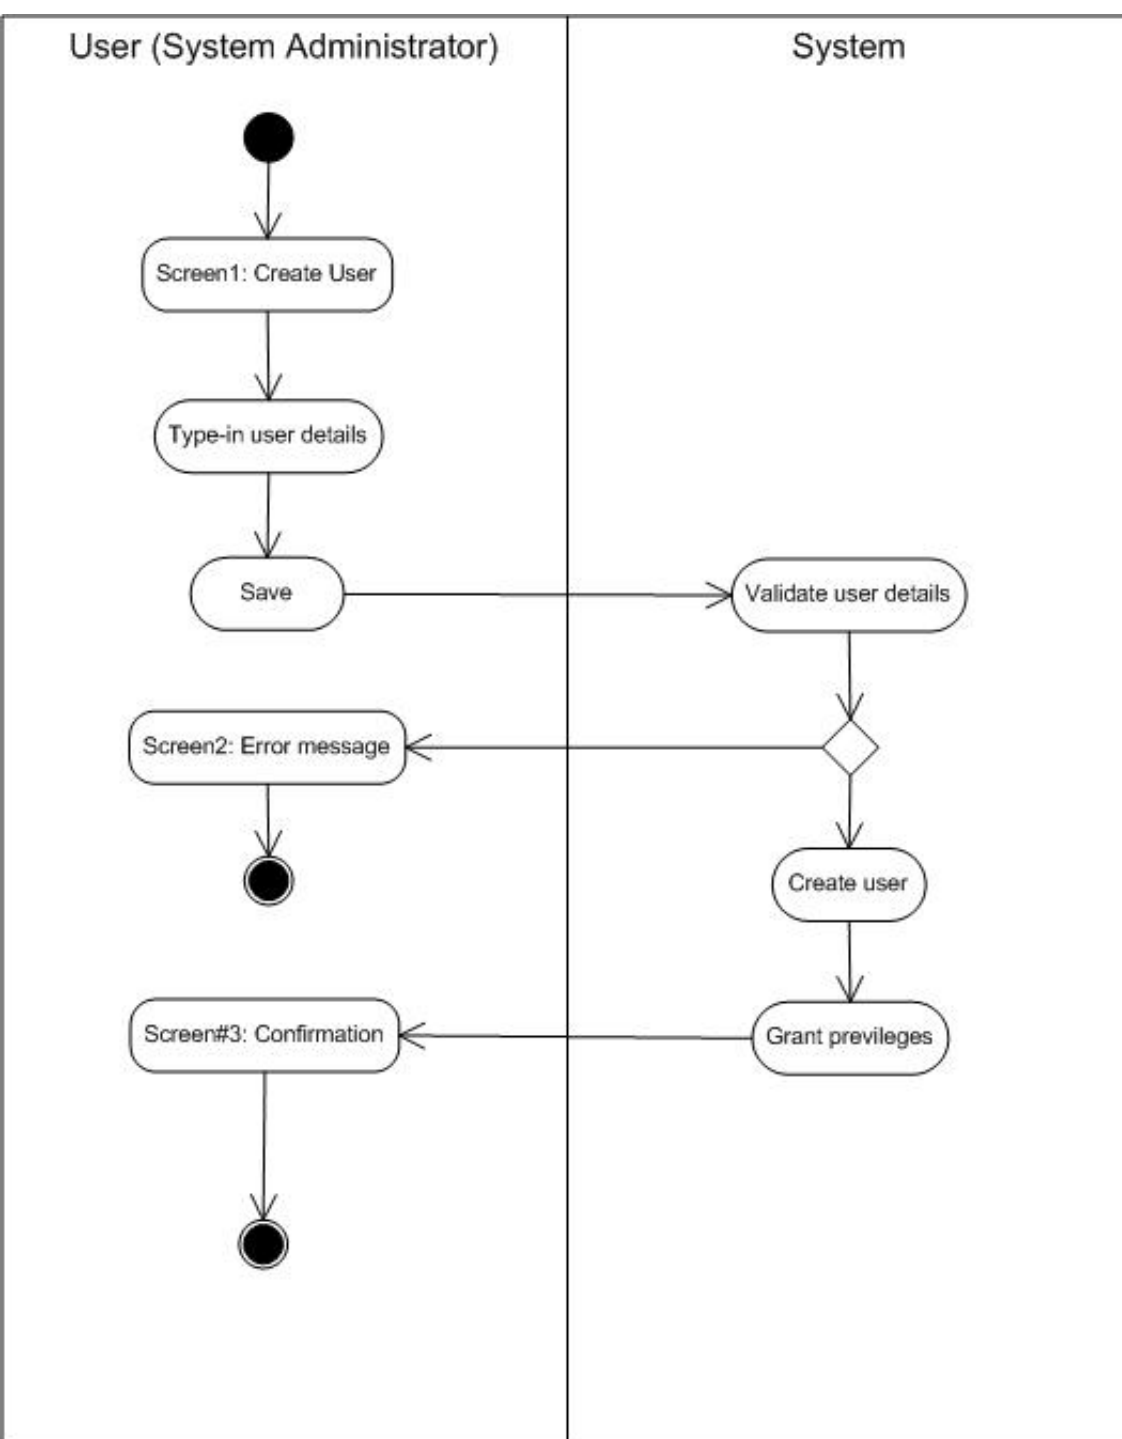 User (System Administrator)
System
Screen1: Create User
Type-in user details
Save
Validate user details
Screen2: Error message
Create user
Screen#3: Confirmation
Grant previleges